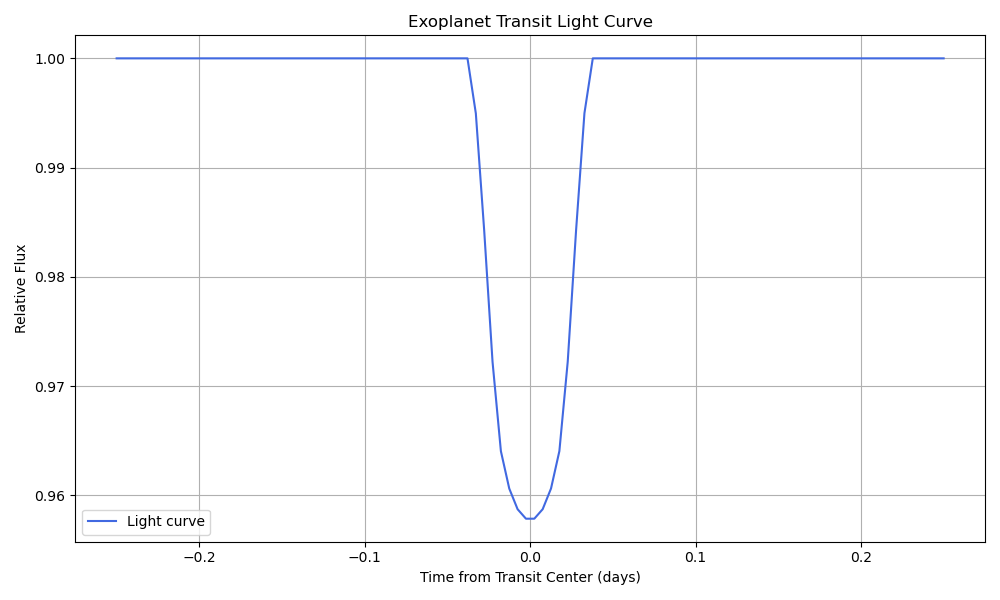 Exoplanet Transit Light Curve
Relative Flux
1.00
0.99
0.98
0.97
0.96
Light curve
−0.2
−0.1
0.0
0.1
0.2
Time from Transit Center (days)